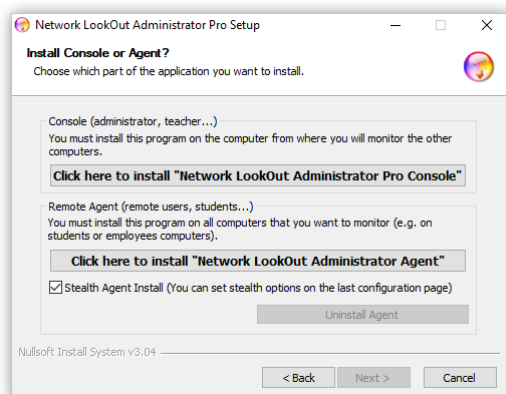 Network LookOut Administrator Pro Setup
Install Console or Agent?
Choose which part of the application you want to install.
Console (administrator, teacher...)
You must install this program on the computer from where you will monitor the other
computers.
Click here to install "Network LookOut Administrator Pro Console"
Remote Agent (remote users, students...)
You must install this program on all computers that you want to monitor (e.g. on
students or employees computers).
Click here to install "Network LookOut Administrator Agent"
Stealth Agent Install (You can set stealth options on the last configuration page)
Uninstall Agent
Nullsoft Install System v3.04
< Back
Next >
Cancel